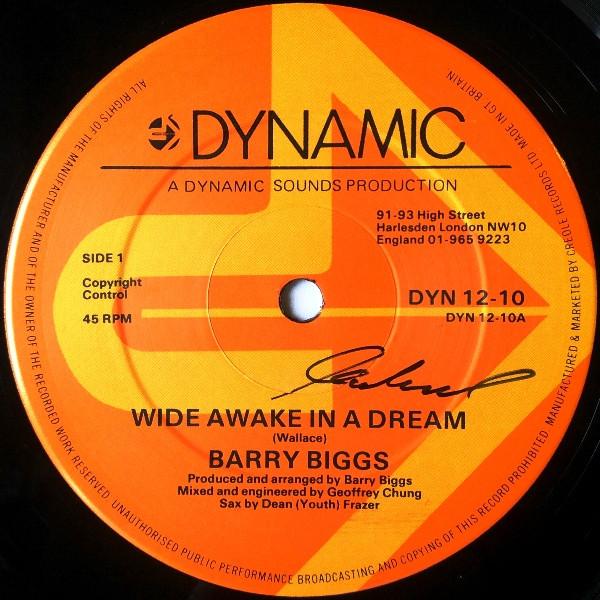 DYNAMIC
A DYNAMIC SOUNDS PRODUCTION
91-93 High Street
Harlesden London NW10
England 01-965 9223
SIDE 1
Copyright
Control
45 RPM
DYN 12-10
DYN 12-10A
WIDE AWAKE IN A DREAM
(Wallace)
BARRY BIGGS
Produced and arranged by Barry Biggs
Mixed and engineered by Geoffrey Chung
Sax by Dean (Youth) Frazer
ALL RIGHTS OF THE MANUFACTURER AND OF THE OWNER OF THE RECORDED WORK RESERVED UNAUTHORISED PUBLIC PERFORMANCE BROADCASTING AND COPYING OF THIS RECORD PROHIBITED MANUFACTURED & MARKETED BY CREOLE RECORDS LTD MADE IN GT BRITAIN